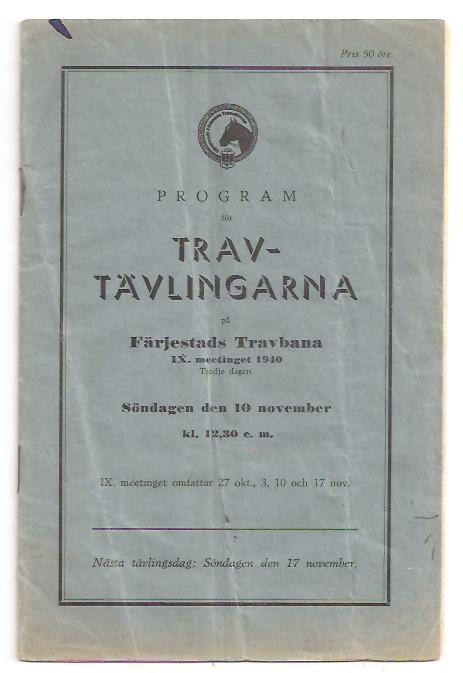 Pris 50 öre.
PROGRAM
för
TRAV-
TÄVLINGARNA
på
Färjestads Travbana
IX. meetinget 1940
Tredje dagen
Söndagen den 10 november
kl. 12,30 e. m.
IX. meetinget omfattar 27 okt., 3, 10 och 17 nov.
Nästa tävlingsdag: Söndagen den 17 november.